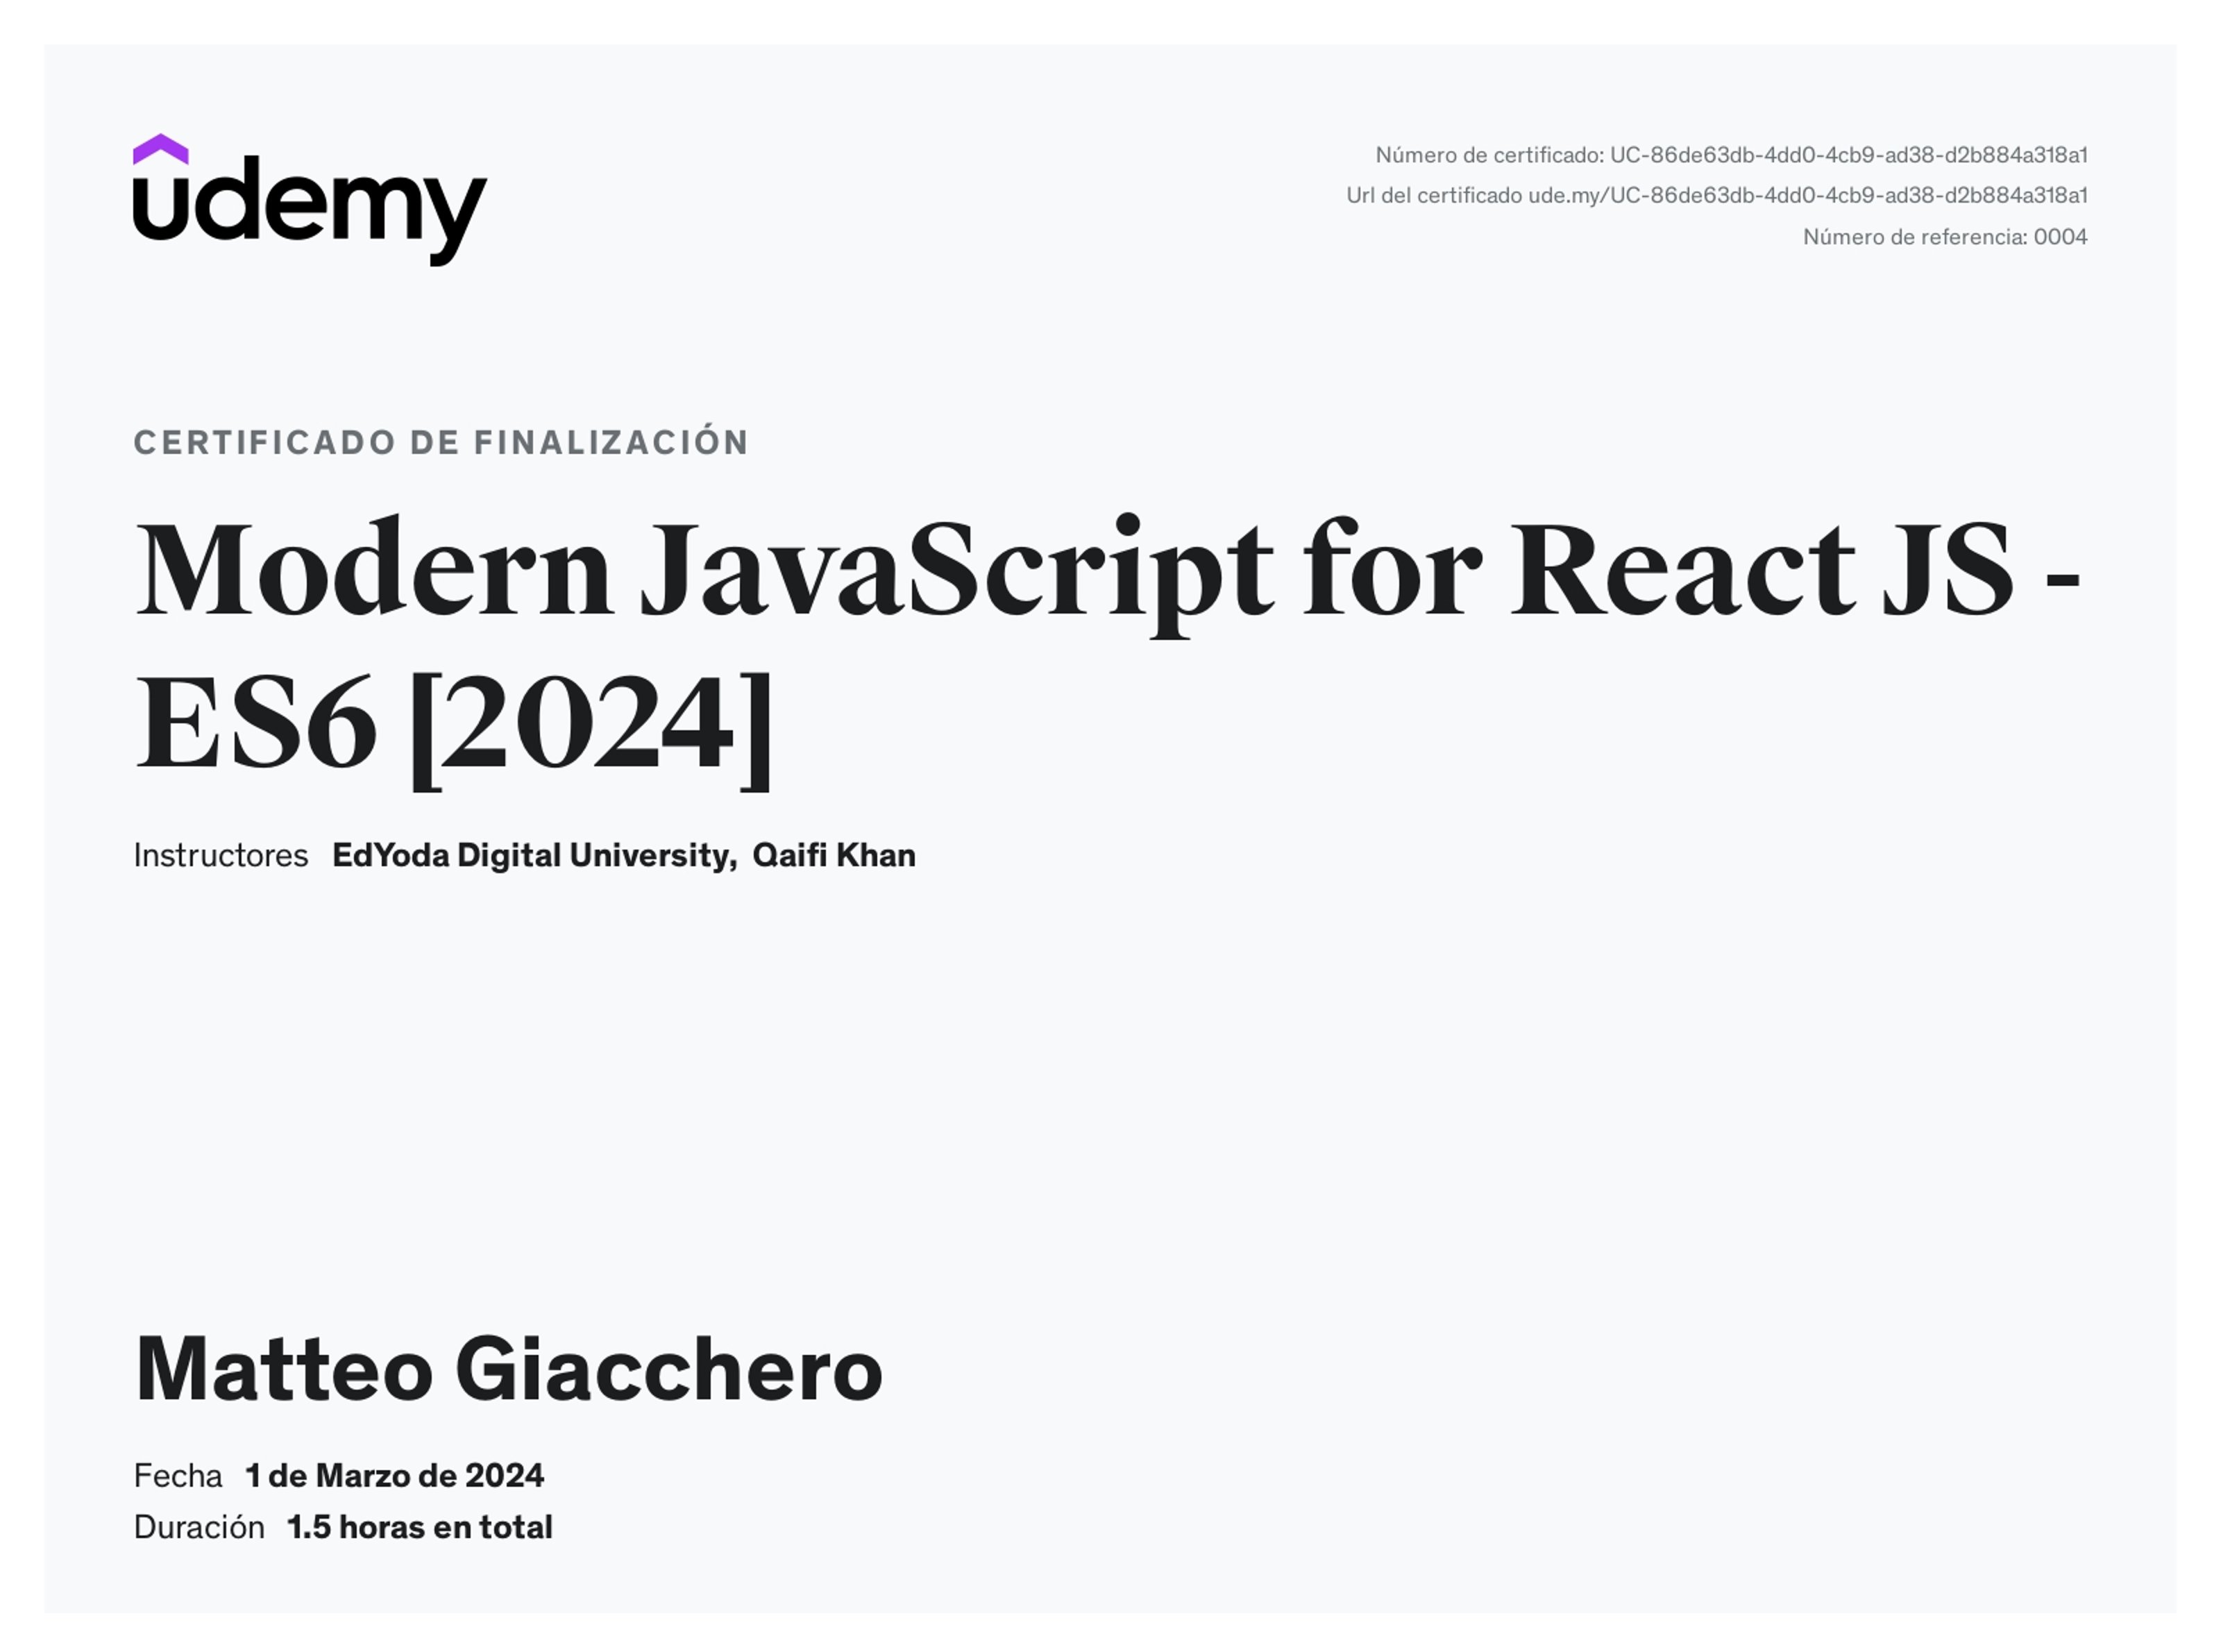 udemy
Número de certificado: UC-86de63db-4dd0-4cb9-ad38-d2b884a318a1
Url del certificado ude.my/UC-86de63db-4dd0-4cb9-ad38-d2b884a318a1
Número de referencia: 0004
CERTIFICADO DE FINALIZACIÓN
Modern JavaScript for React JS -
ES6 [2024]
Instructores EdYoda Digital University, Qaifi Khan
Matteo Giacchero
Fecha 1 de Marzo de 2024
Duración 1.5 horas en total